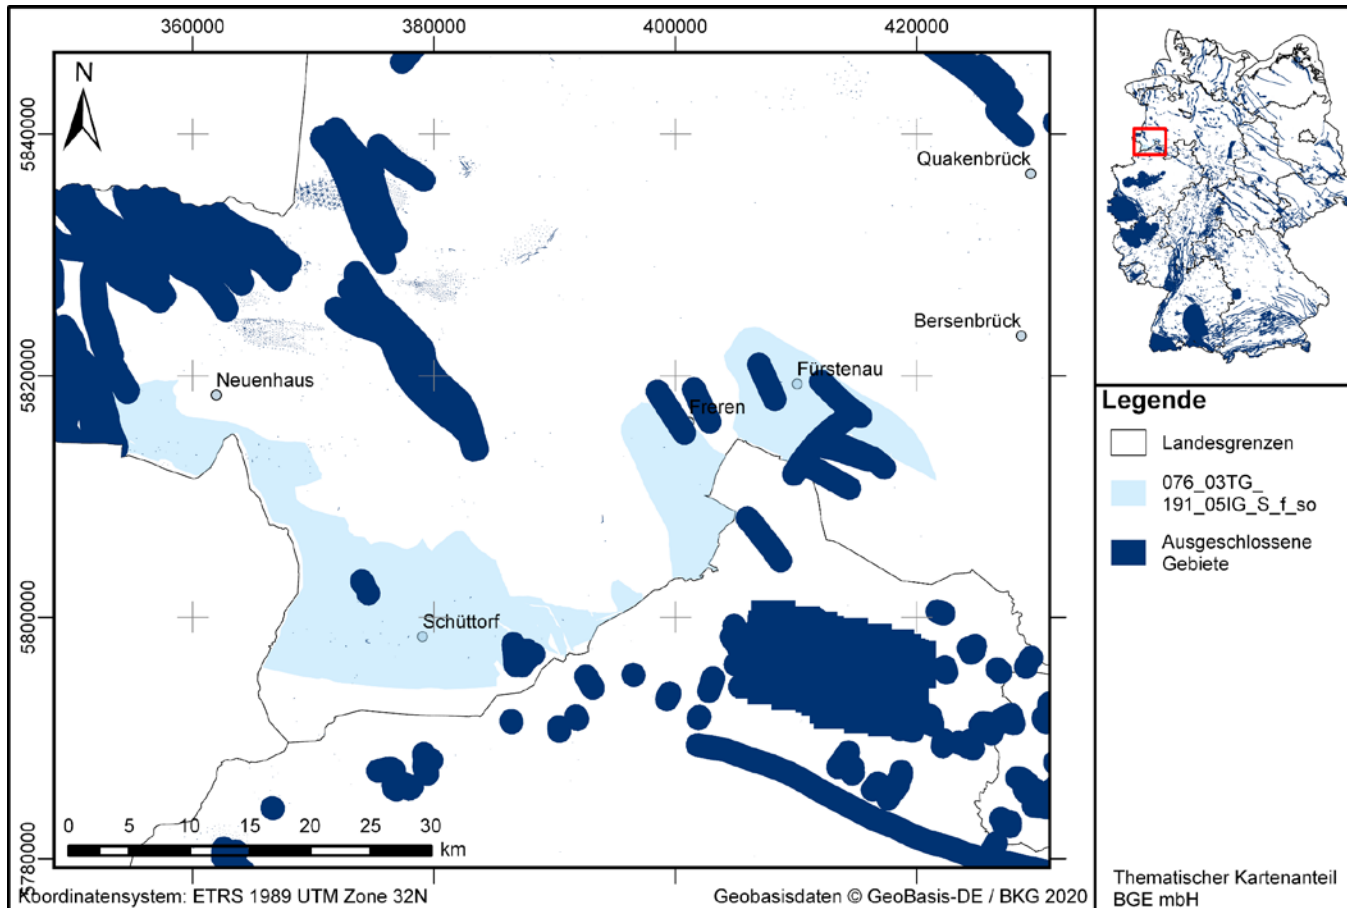 360000 380000 400000 420000
N
5840000
5820000
5800000
5780000
Quakenbrück
Bersenbrück
Neuenhaus
Fürstenau
Freren
Schüttorf
0 5 10 15 20 25 30
km
Koordinatensystem: ETRS 1989 UTM Zone 32N
Geobasisdaten © GeoBasis-DE / BKG 2020
Legende
Landesgrenzen
076_03TG_
191_05IG_S_f_so
Ausgeschlossene
Gebiete
Thematischer Kartenanteil
BGE mbH